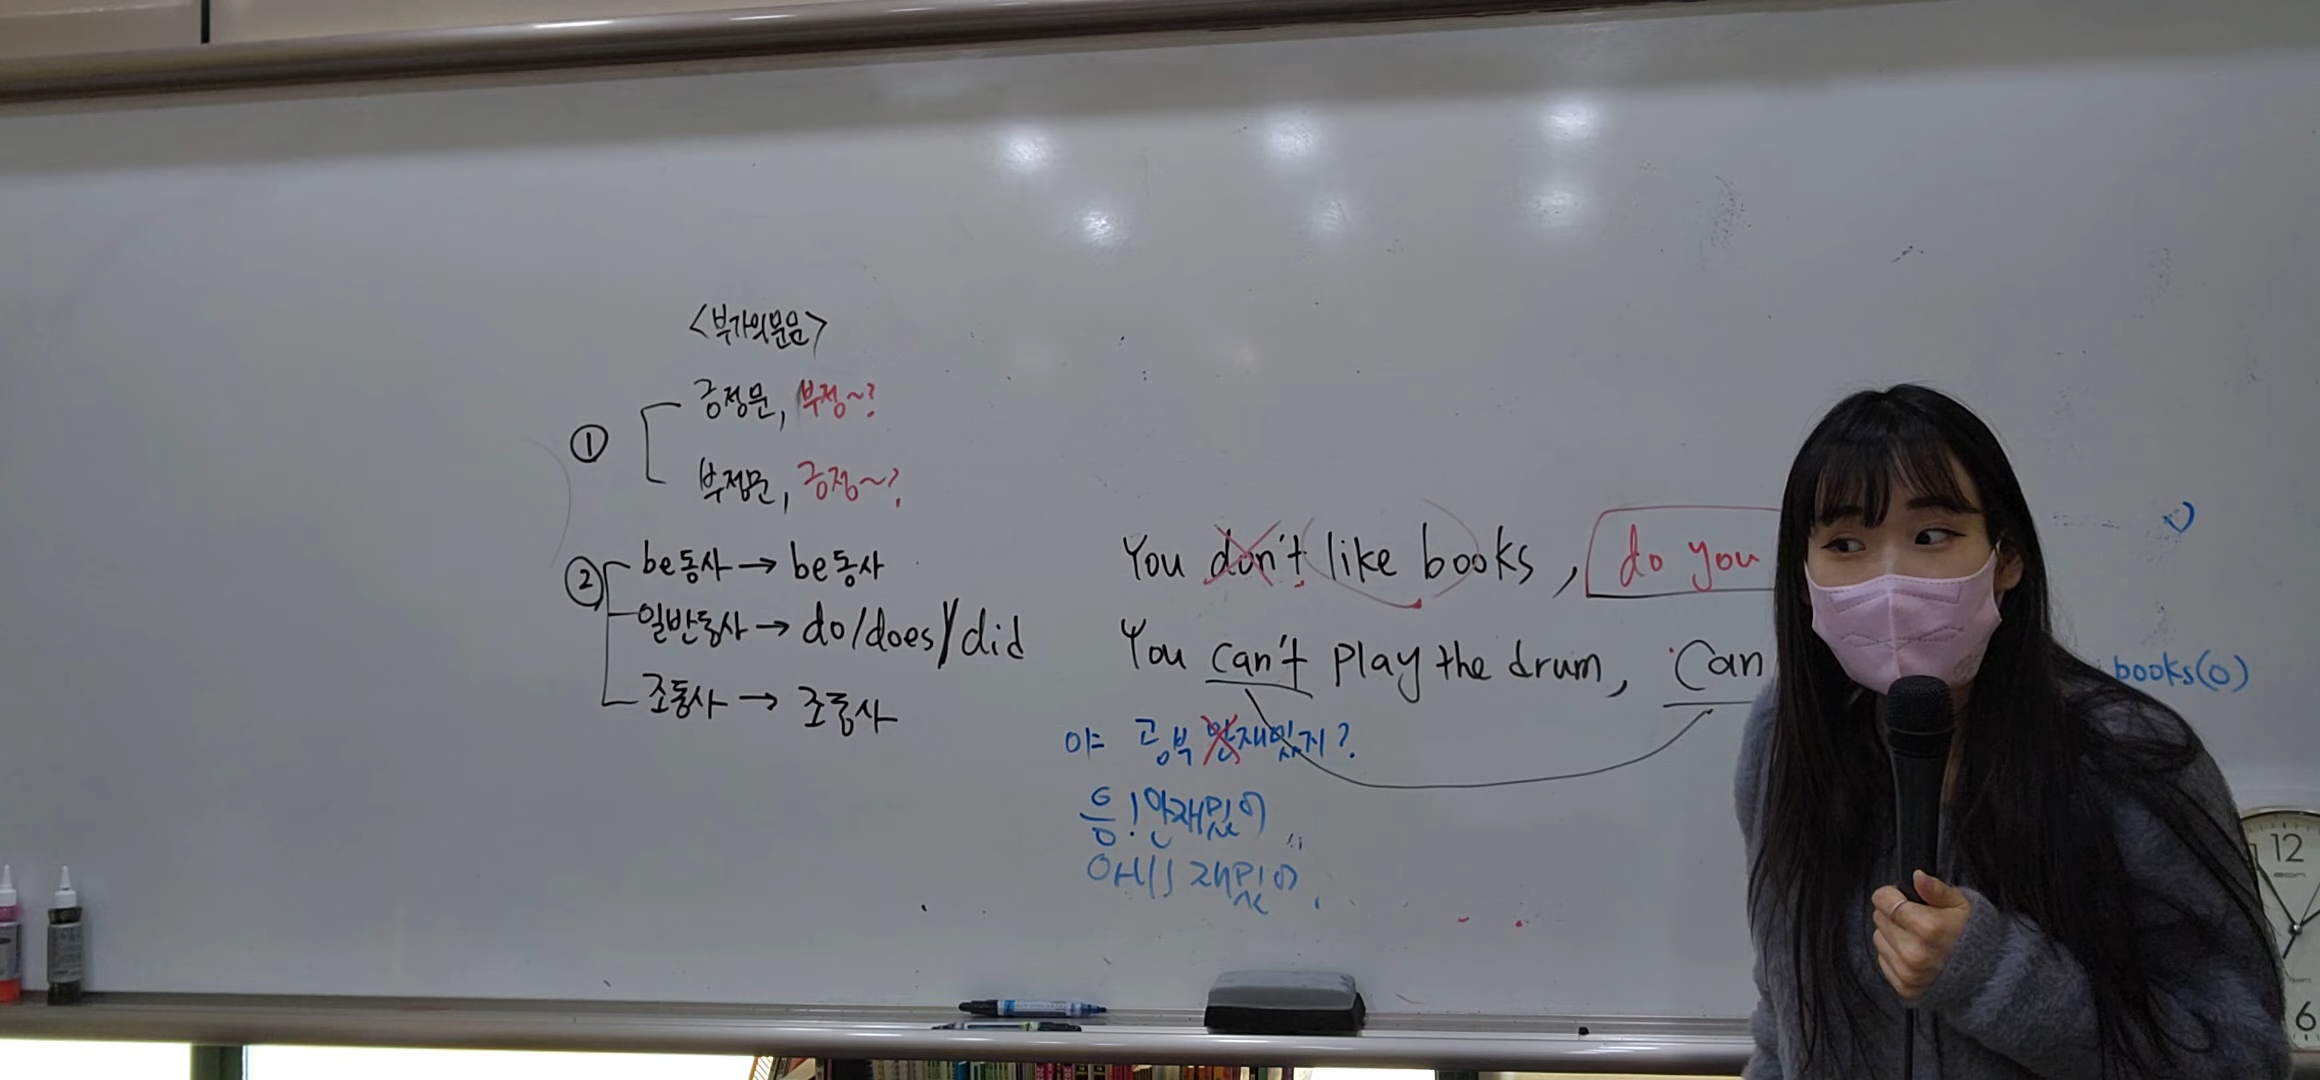 <부가의문문>
① 긍정문, 부정~?
부정문, 긍정~?
② be동사 → be동사
일반동사 → do/does/did
조동사 → 조동사
You don't like books, do you
You can't play the drum, Can
books(o)
야 공부 안재밌지?
응! 안재밌어
아니 재밌어.
12
6